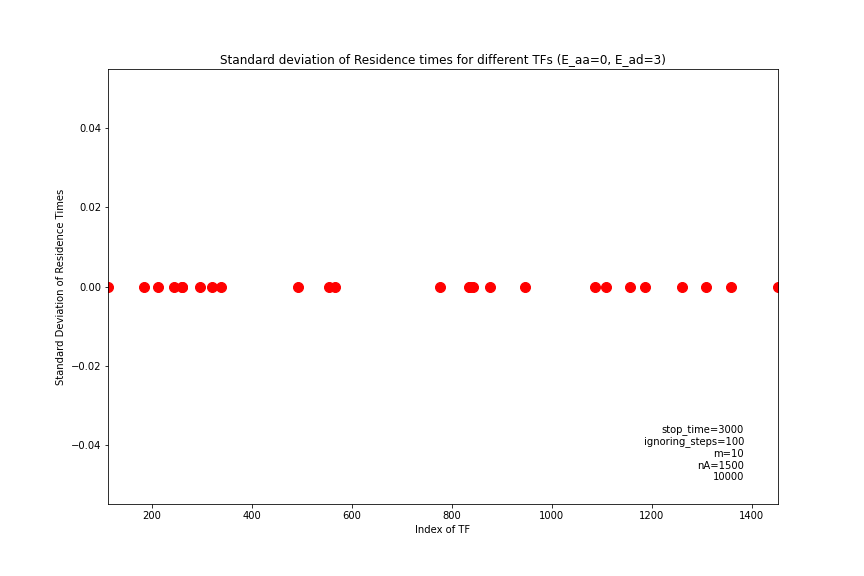 Standard deviation of Residence times for different TFs (E_aa=0, E_ad=3)
Standard Deviation of Residence Times
0.04
0.02
0.00
−0.02
−0.04
stop_time=3000
ignoring_steps=100
m=10
nA=1500
10000
200 400 600 800 1000 1200 1400
Index of TF